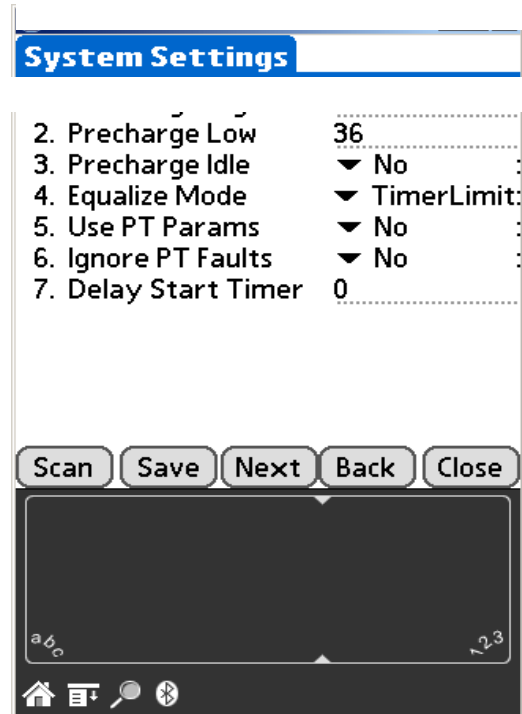 System Settings
2. Precharge Low 36
3. Precharge Idle No :
4. Equalize Mode TimerLimit:
5. Use PT Params No :
6. Ignore PT Faults No :
7. Delay Start Timer 0
Scan Save Next Back Close
abc 123